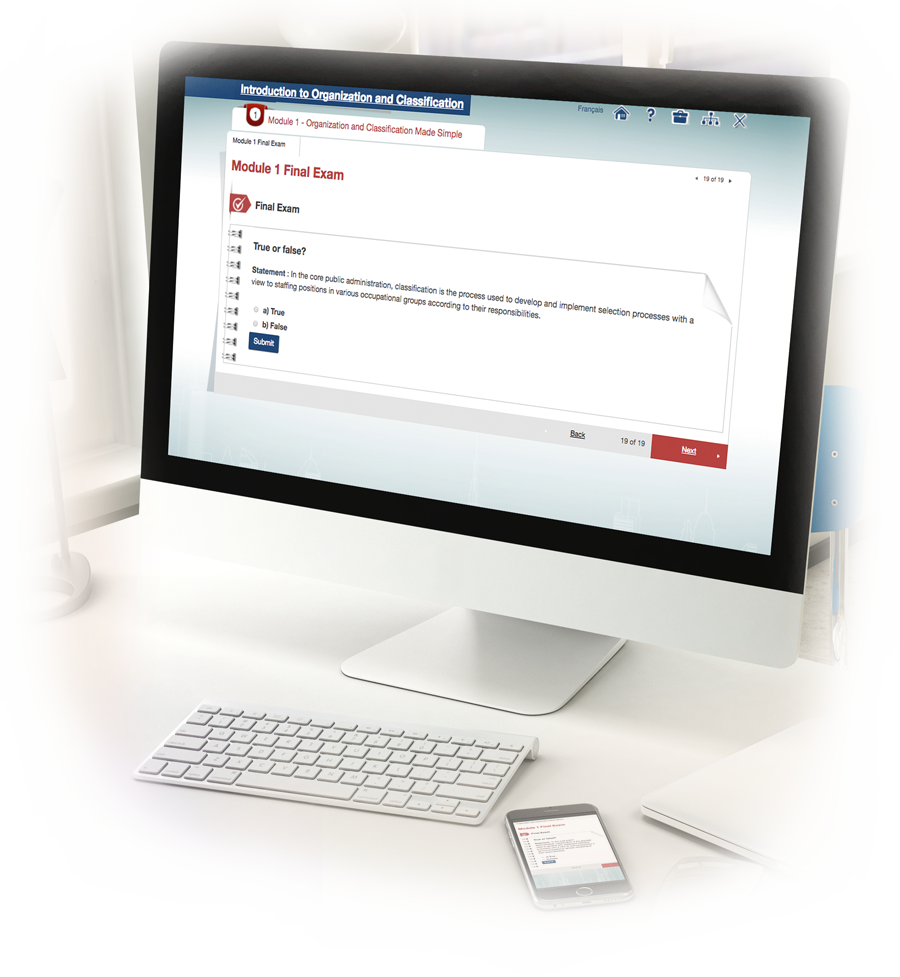 Introduction to Organization and Classification
Français
1
Module 1 - Organization and Classification Made Simple
Module 1 Final Exam
Module 1 Final Exam
19 of 19
Final Exam
True or false?
Statement : In the core public administration, classification is the process used to develop and implement selection processes with a
view to staffing positions in various occupational groups according to their responsibilities.
a) True
b) False
Submit
Back
19 of 19
Next
Module 1 Final Exam
Final Exam
True or false?